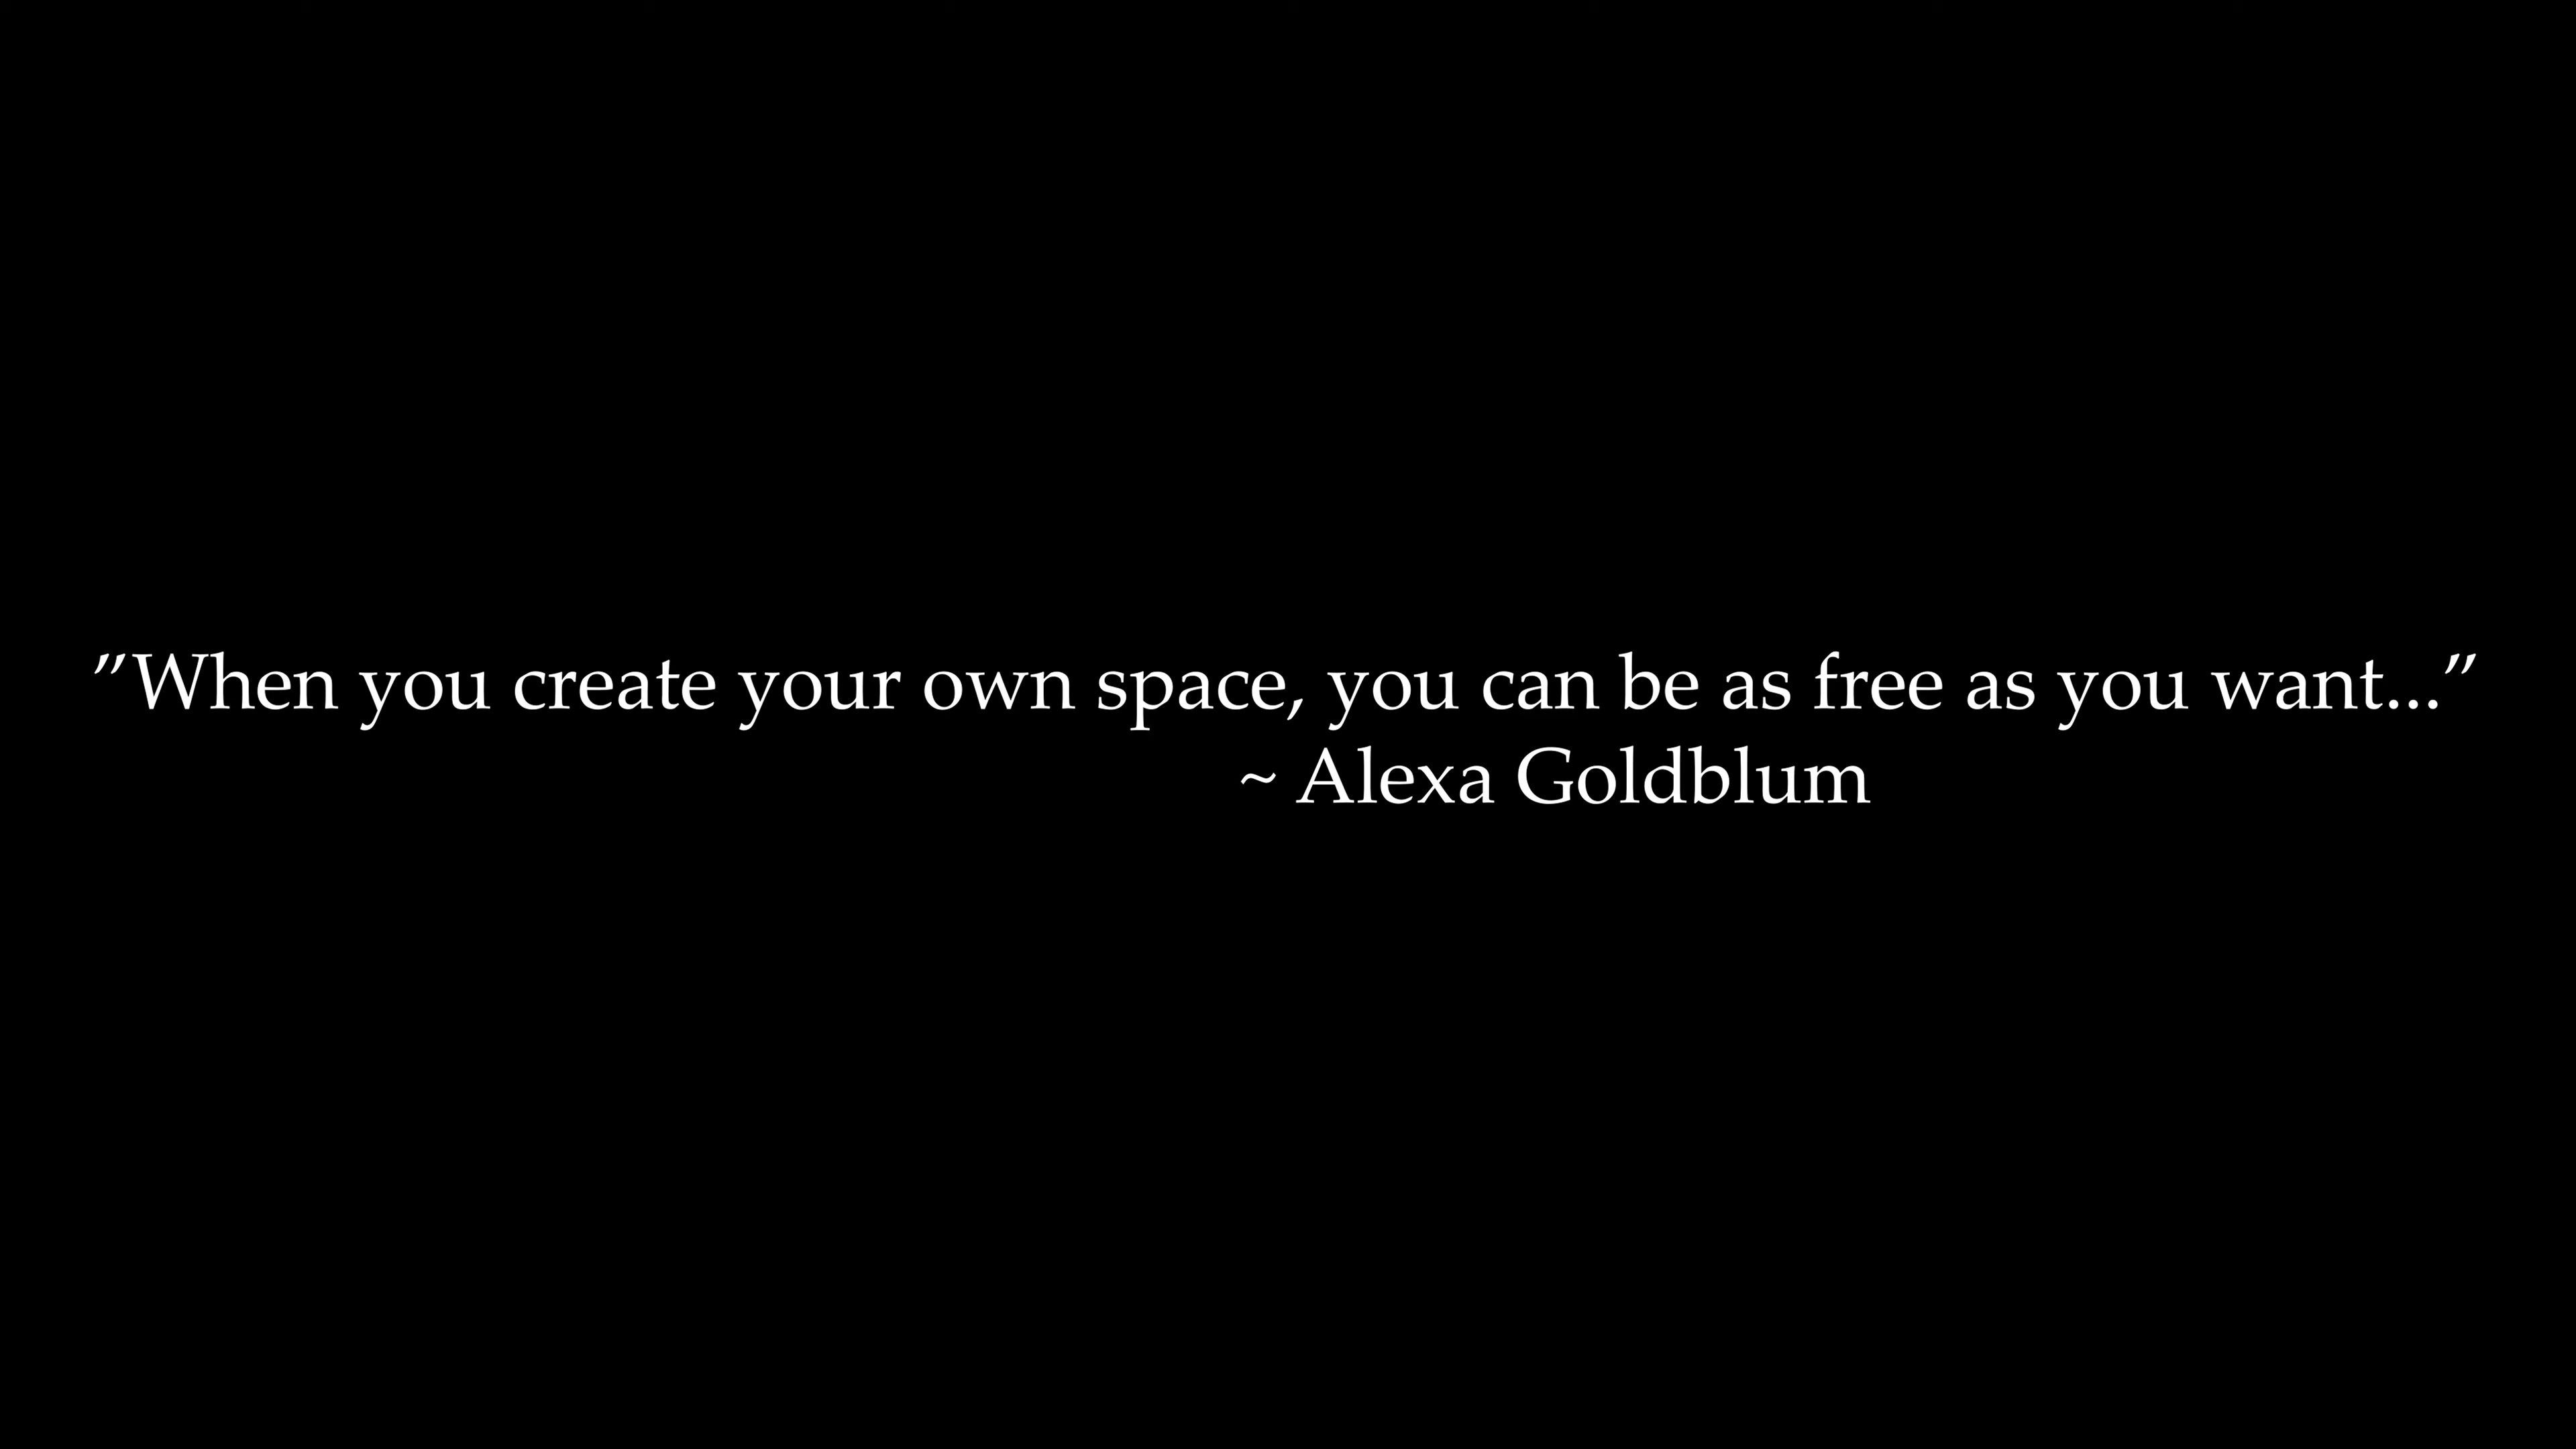 ”When you create your own space, you can be as free as you want...”
~ Alexa Goldblum